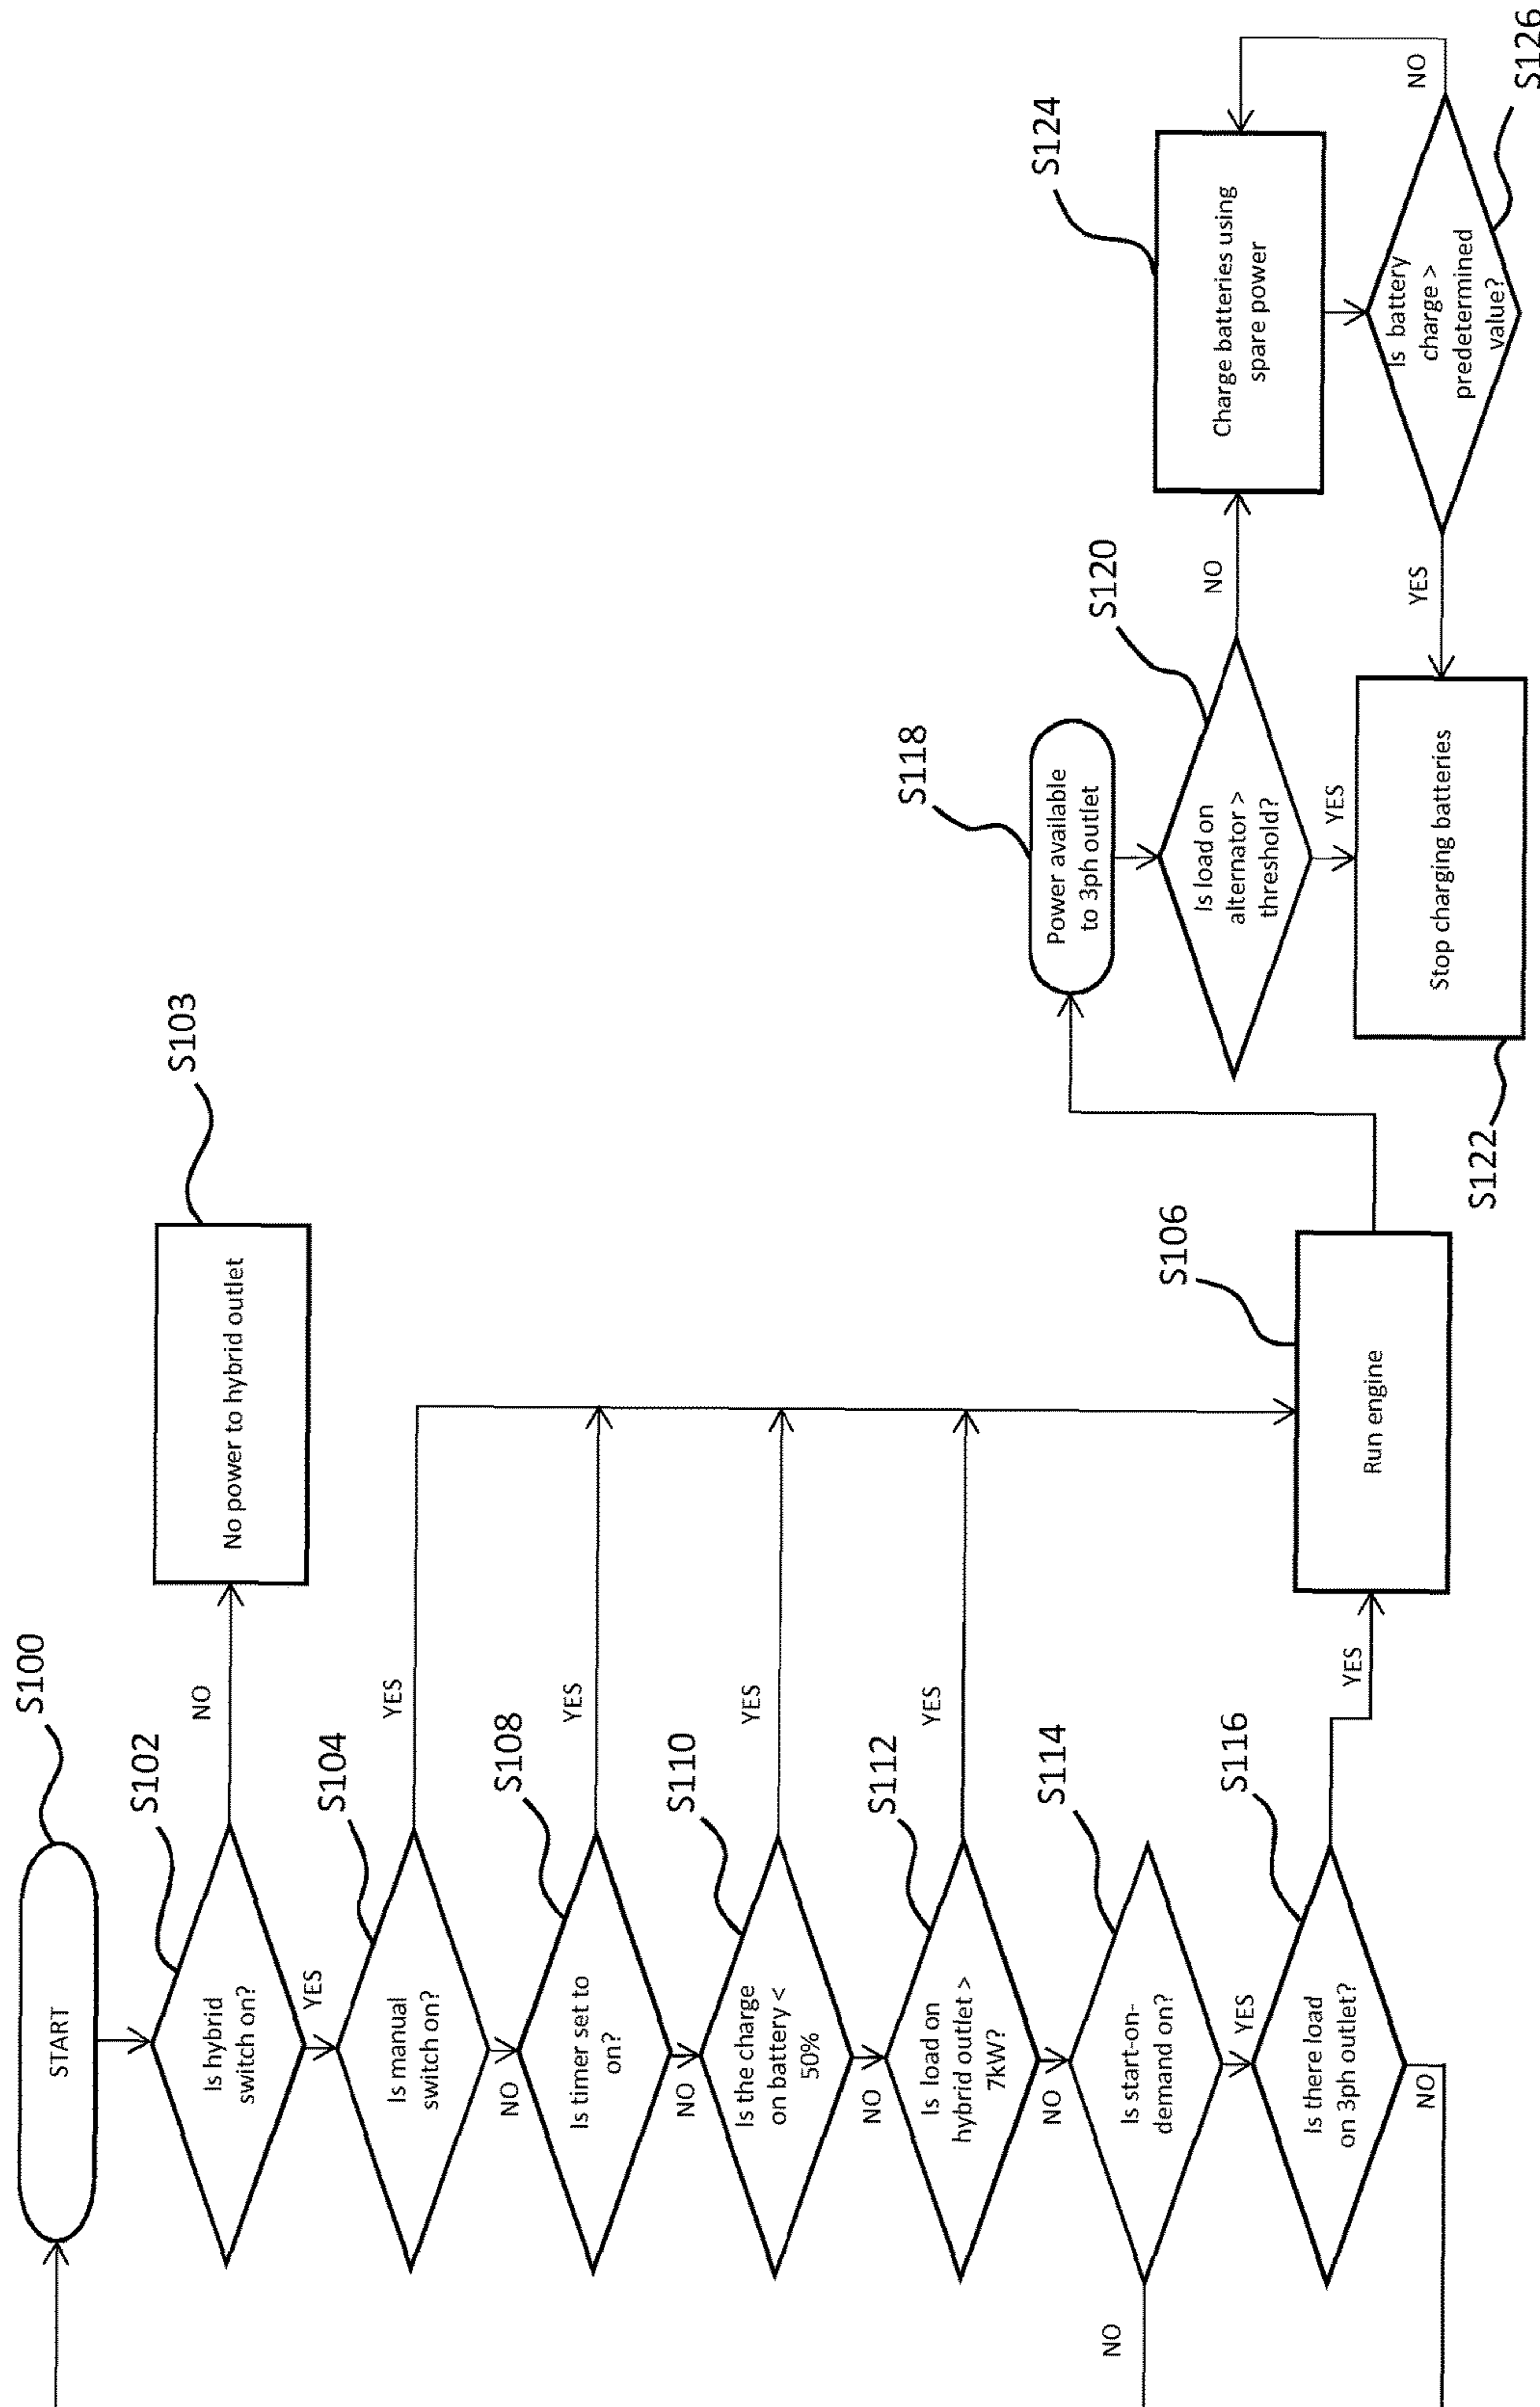 START
S100
Is hybrid
switch on?
S102
NO
No power to hybrid outlet
S103
YES
Is manual
switch on?
S104
YES
NO
Is timer set to
on?
S108
YES
NO
Is the charge
on battery <
50%
S110
YES
NO
Is load on
hybrid outlet >
7kW?
S112
YES
NO
Is start-on-
demand on?
S114
NO
YES
Is there load
on 3ph outlet?
S116
YES
NO
Run engine
S106
Power available
to 3ph outlet
S118
Is load on
alternator >
threshold?
S120
NO
YES
Stop charging batteries
S122
Charge batteries using
spare power
S124
Is battery
charge >
predetermined
value?
S126
YES
NO